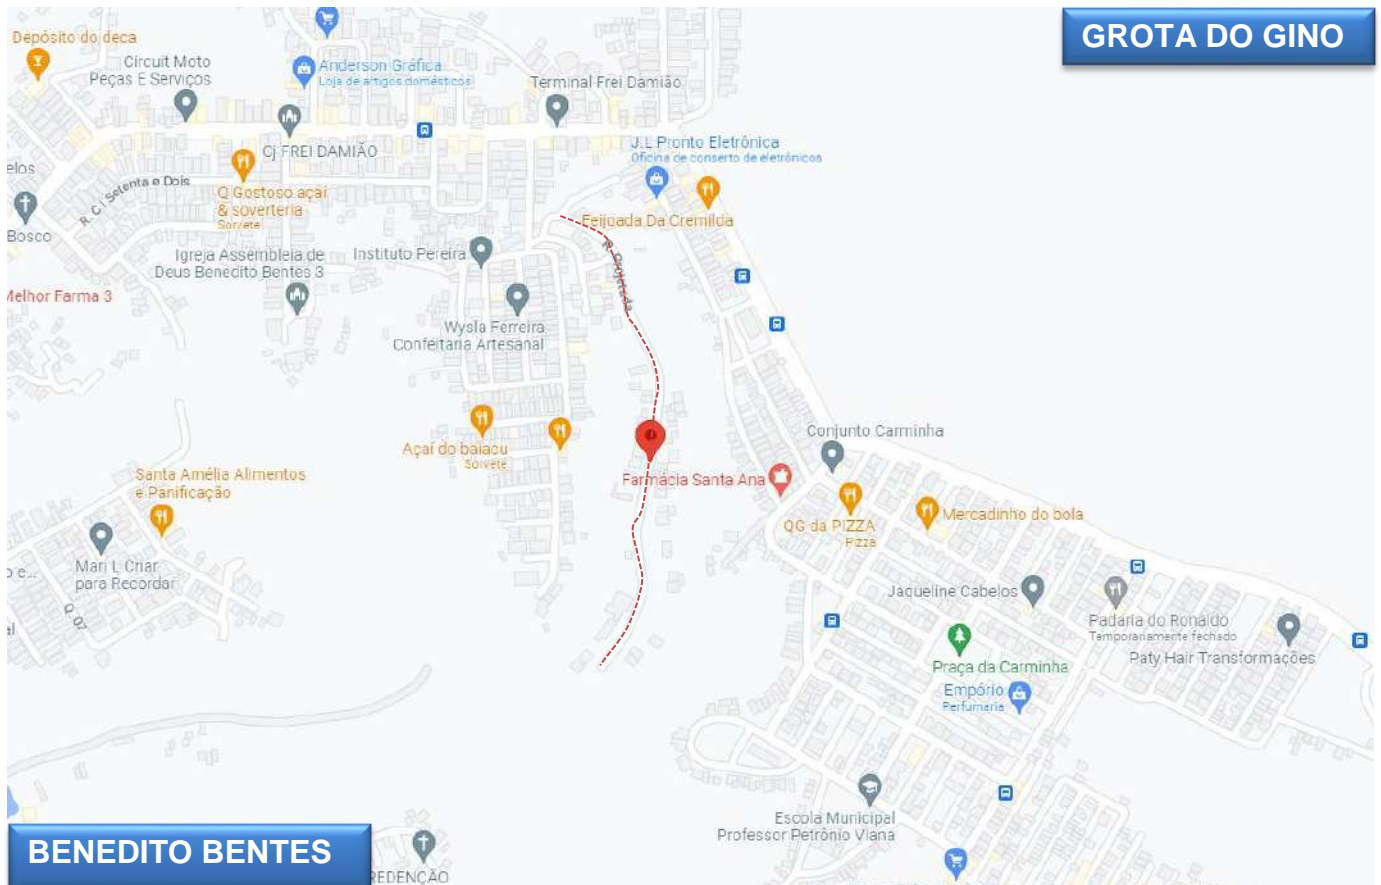 GROTA DO GINO
Depósito do deca
Circuit Moto
Peças E Serviços
Anderson Gráfica
Loja de artigos domésticos
Terminal Frei Damião
Cj FREI DAMIÃO
J.L Pronto Eletrônica
Oficina de conserto de eletrônicos
elos
R. C I Setenta e Dois
Q Gostoso açaí
& soverteria
Sorvete
Feijoada Da Cremilda
Bosco
Igreja Assembleia de
Deus Benedito Bentes 3
Instituto Pereira
R. Projetada
Melhor Farma 3
Wysla Ferreira
Confeitaria Artesanal
Conjunto Carminha
Açaí do baiacu
Sorvete
Santa Amélia Alimentos
e Panificação
Farmácia Santa Ana
QG da PIZZA
Pizza
Mercadinho do bola
o e...
Mari L Criar
para Recordar
Jaqueline Cabelos
Q. 07
al
Padaria do Ronaldo
Temporariamente fechado
Paty Hair Transformações
Praça da Carminha
Empório
Perfumaria
Escola Municipal
Professor Petrônio Viana
BENEDITO BENTES
REDENÇÃO